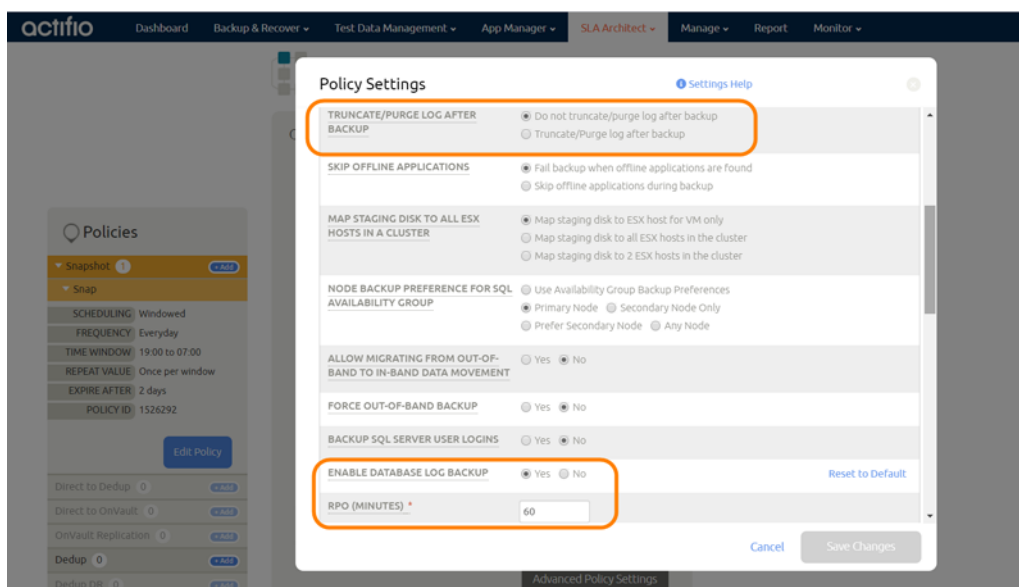 actifio
Dashboard Backup & Recover Test Data Management App Manager SLA Architect Manage Report Monitor
Policy Settings
Settings Help
TRUNCATE/PURGE LOG AFTER BACKUP
Do not truncate/purge log after backup
Truncate/Purge log after backup
SKIP OFFLINE APPLICATIONS
Fail backup when offline applications are found
Skip offline applications during backup
MAP STAGING DISK TO ALL ESX HOSTS IN A CLUSTER
Map staging disk to ESX host for VM only
Map staging disk to all ESX hosts in the cluster
Map staging disk to 2 ESX hosts in the cluster
NODE BACKUP PREFERENCE FOR SQL AVAILABILITY GROUP
Use Availability Group Backup Preferences
Primary Node Secondary Node Only
Prefer Secondary Node Any Node
ALLOW MIGRATING FROM OUT-OF-BAND TO IN-BAND DATA MOVEMENT
Yes No
FORCE OUT-OF-BAND BACKUP
Yes No
BACKUP SQL SERVER USER LOGINS
Yes No
ENABLE DATABASE LOG BACKUP
Yes No
Reset to Default
RPO (MINUTES) *
60
Cancel
Save Changes
Advanced Policy Settings
Policies
Snapshot 1 +Add
Snap
SCHEDULING Windowed
FREQUENCY Everyday
TIME WINDOW 19:00 to 07:00
REPEAT VALUE Once per window
EXPIRE AFTER 2 days
POLICY ID 1526292
Edit Policy
Direct to Dedup 0 +Add
Direct to OnVault 0 +Add
OnVault Replication 0 +Add
Dedup 0 +Add
Dedup DR 0 +Add